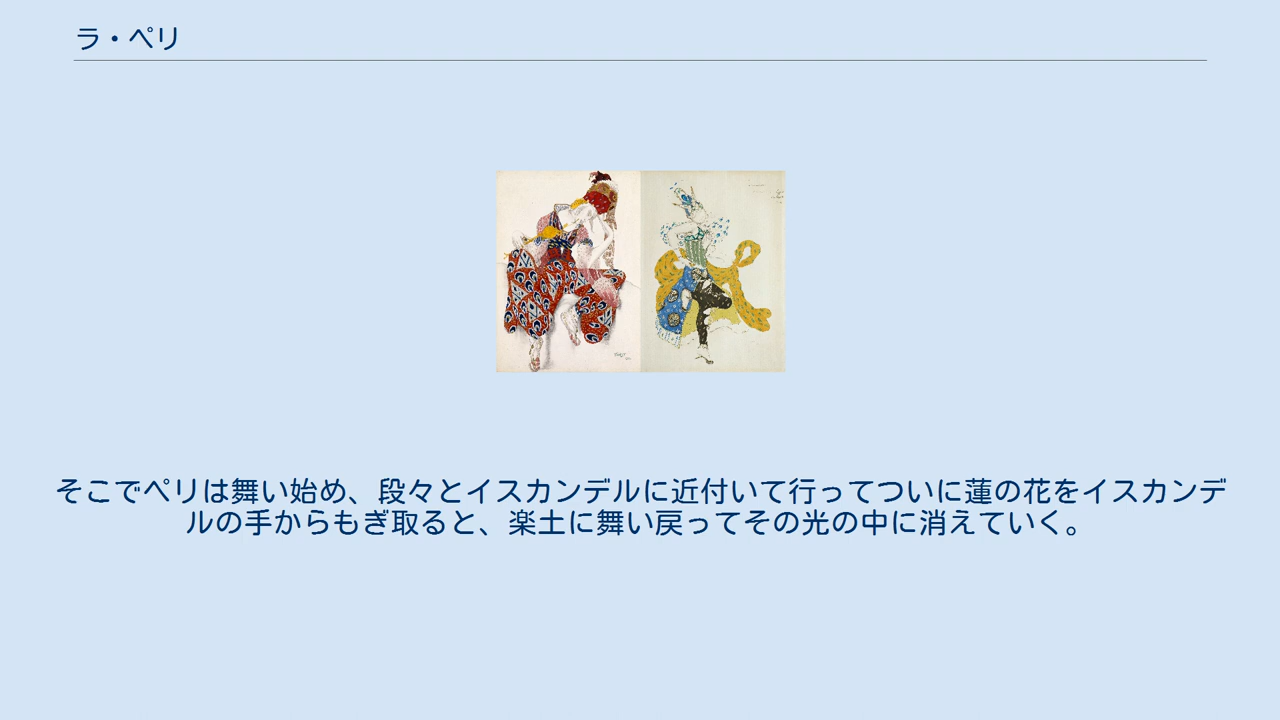 ラ・ペリ
そこでペリは舞い始め、段々とイスカンデルに近付いて行ってついに蓮の花をイスカンデ
ルの手からもぎ取ると、楽土に舞い戻ってその光の中に消えていく。